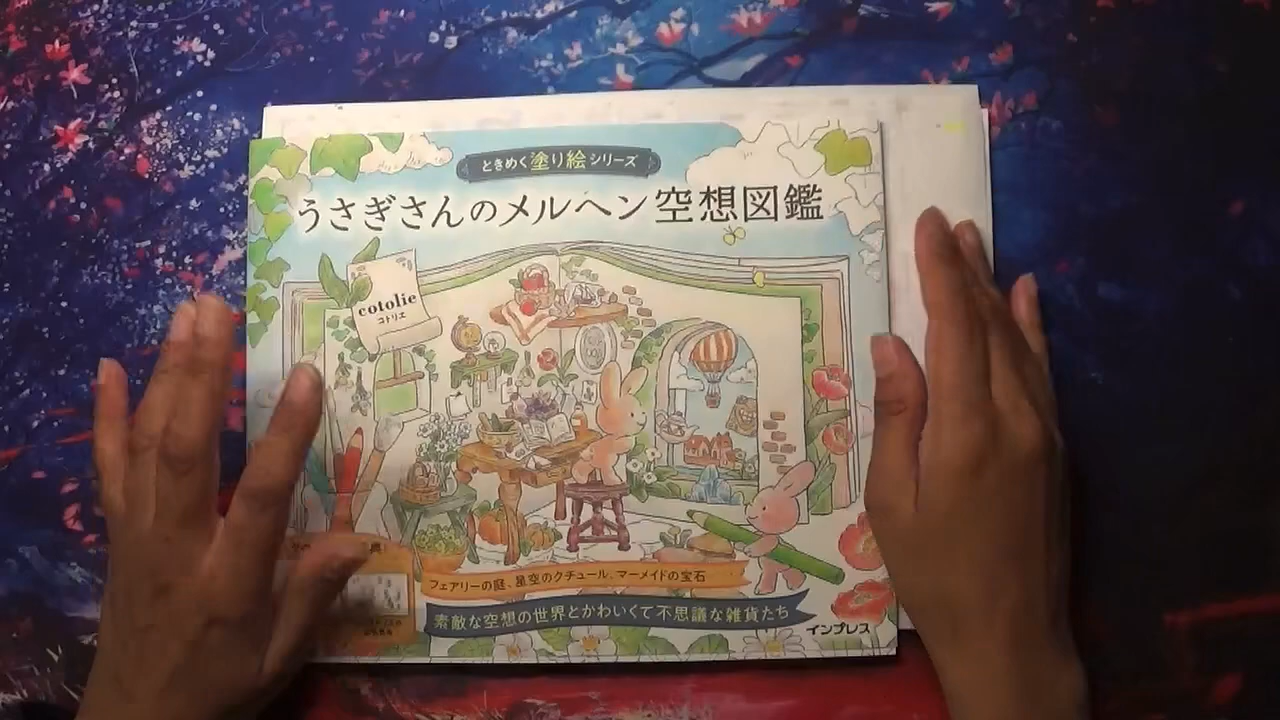 ときめく塗り絵シリーズ
うさぎさんのメルヘン空想図鑑
cotolie
コトリエ
フェアリーの庭、星空のクチュール、マーメイドの宝石
素敵な空想の世界とかわいくて不思議な雑貨たち
インプレス